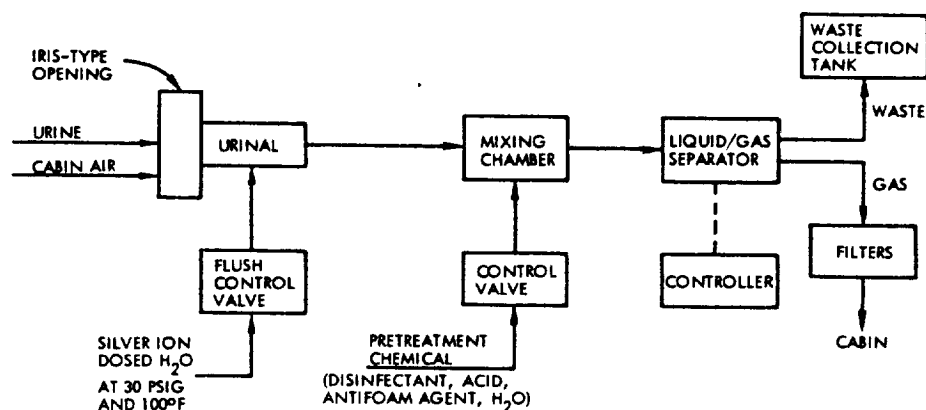 IRIS-TYPE
OPENING
URINE
CABIN AIR
URINAL
FLUSH
CONTROL
VALVE
SILVER ION
DOSED H₂O
AT 30 PSIG
AND 100°F
MIXING
CHAMBER
CONTROL
VALVE
PRETREATMENT
CHEMICAL
(DISINFECTANT, ACID,
ANTIFOAM AGENT, H₂O)
LIQUID/GAS
SEPARATOR
CONTROLLER
WASTE
COLLECTION
TANK
WASTE
GAS
FILTERS
CABIN